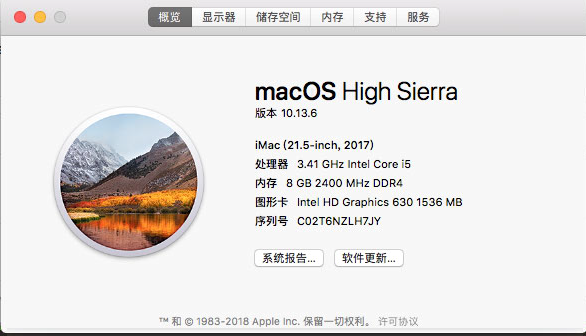 概览 显示器 储存空间 内存 支持 服务
macOS High Sierra
版本 10.13.6
iMac (21.5-inch, 2017)
处理器 3.41 GHz Intel Core i5
内存 8 GB 2400 MHz DDR4
图形卡 Intel HD Graphics 630 1536 MB
序列号 C02T6NZLH7JY
系统报告... 软件更新...
™ 和 © 1983-2018 Apple Inc. 保留一切权利。 许可协议